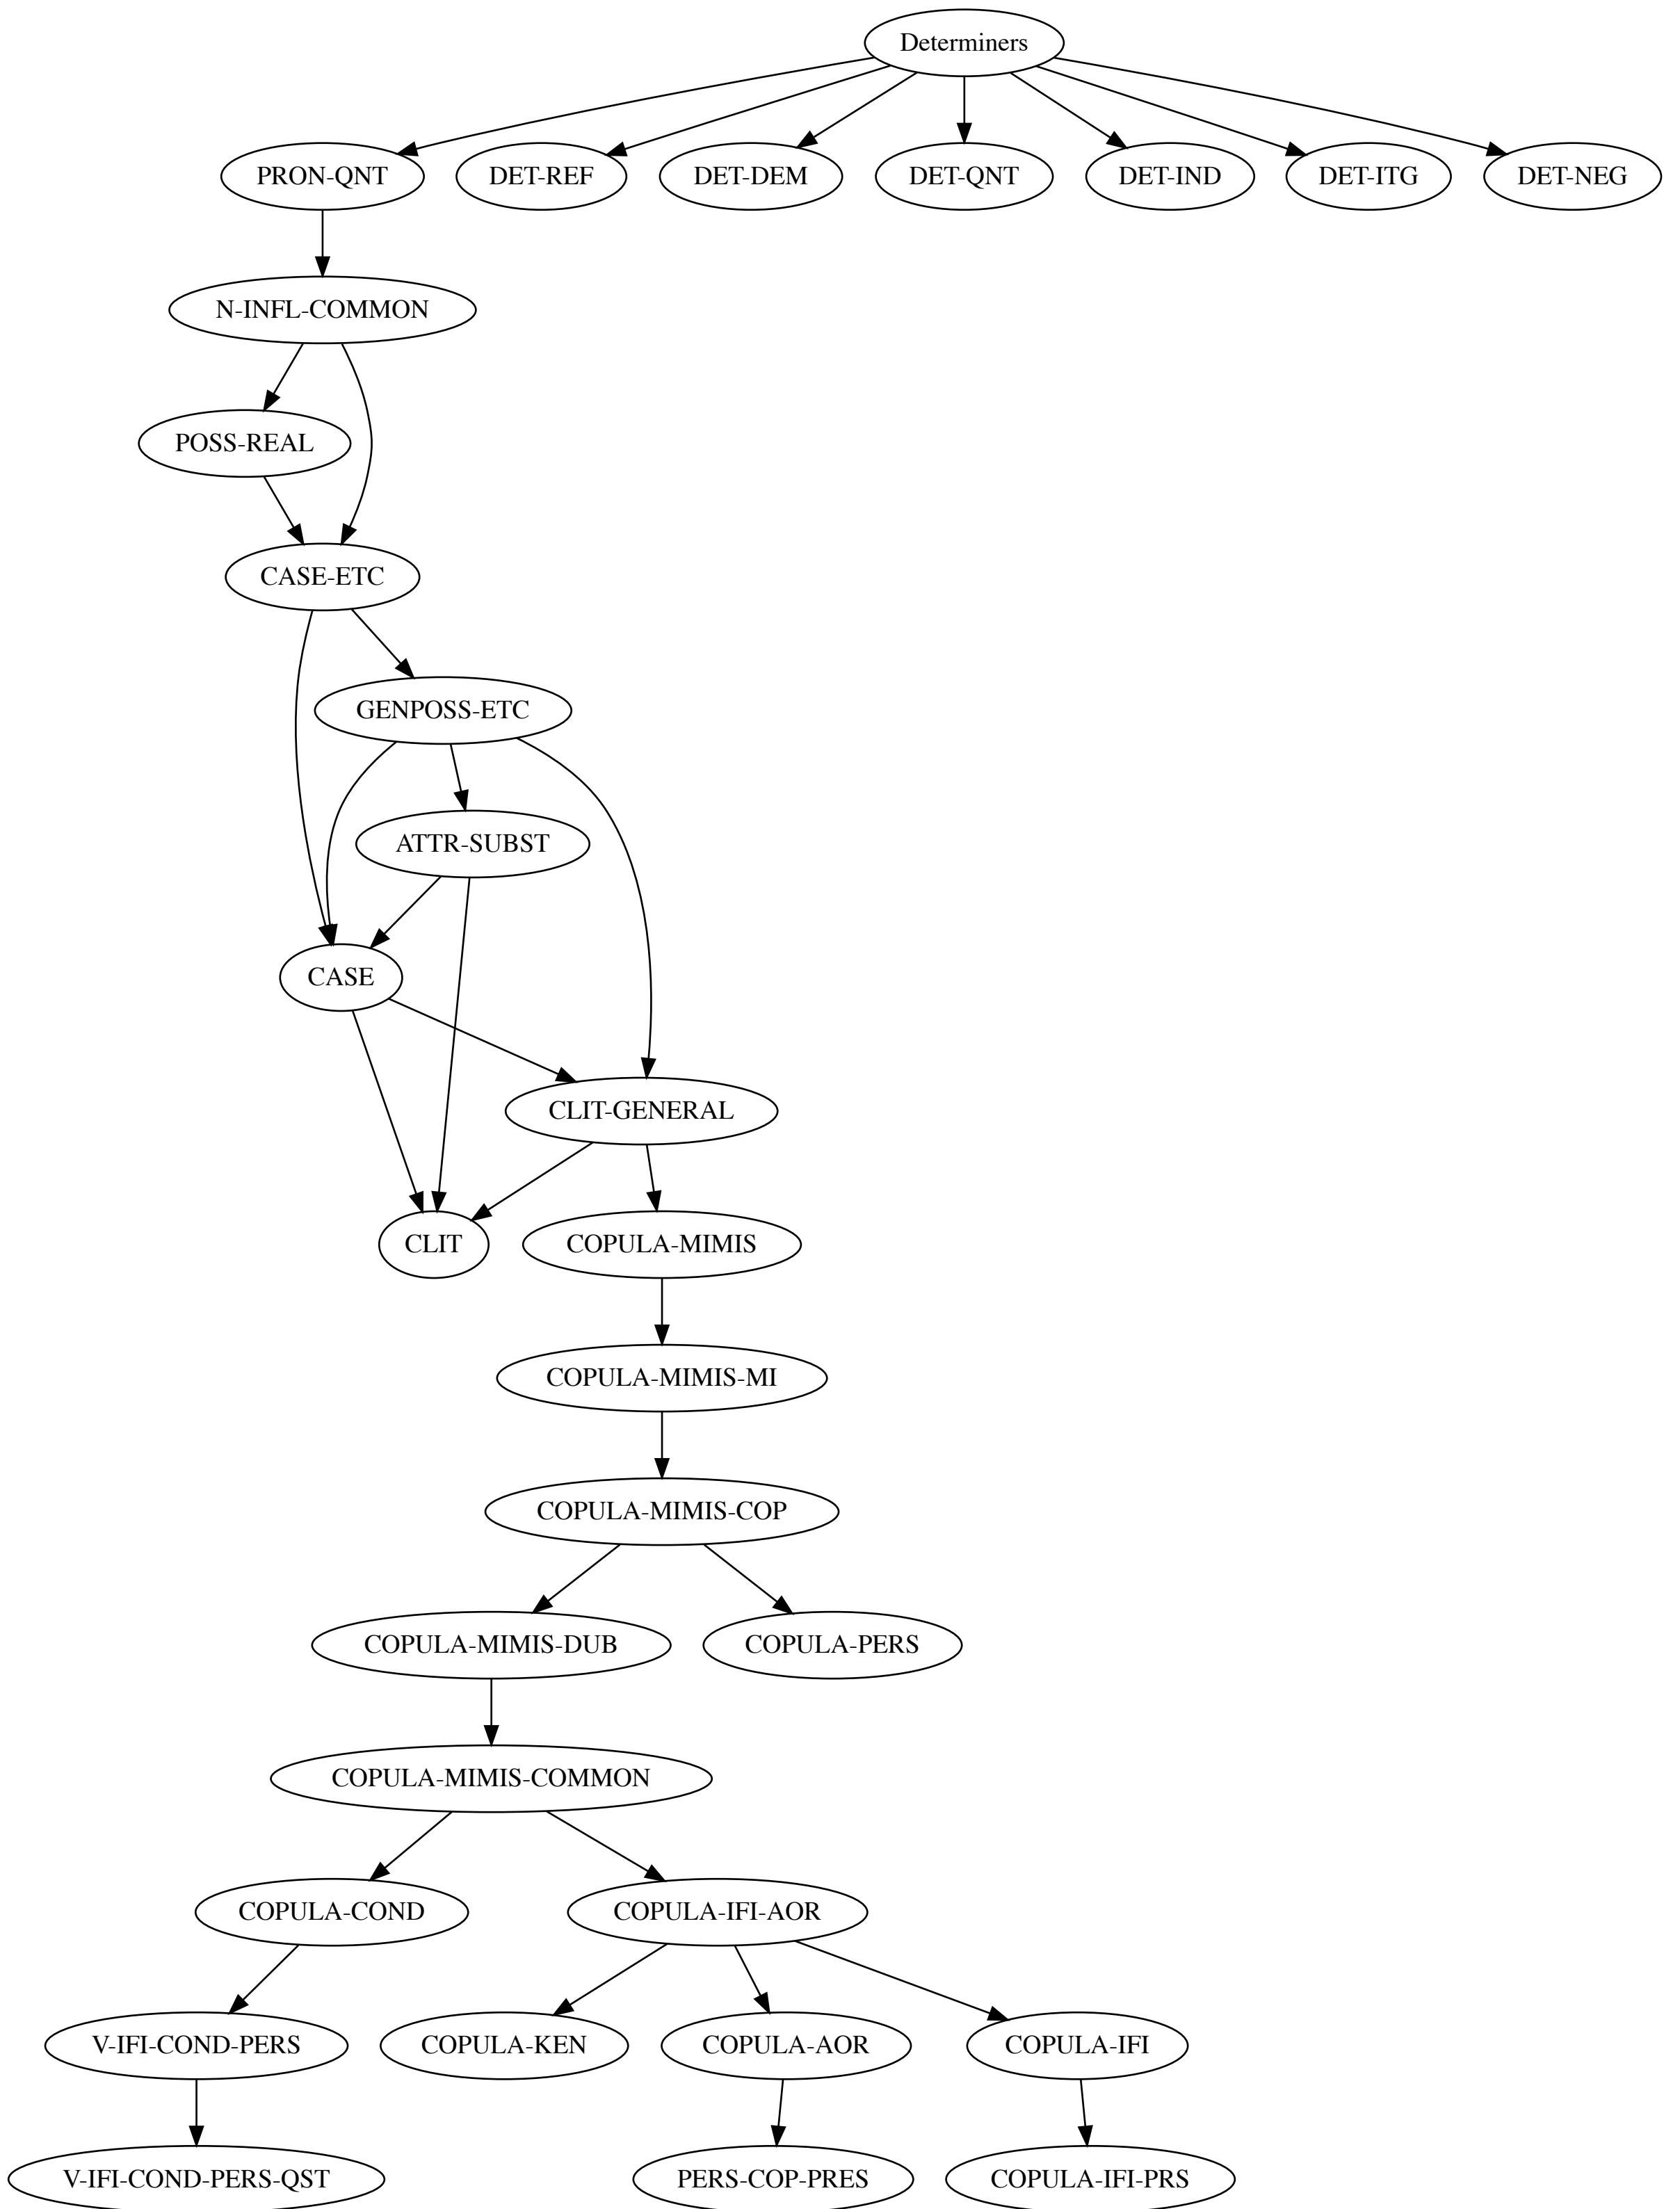 Determiners
PRON-QNT
DET-REF
DET-DEM
DET-QNT
DET-IND
DET-ITG
DET-NEG
N-INFL-COMMON
POSS-REAL
CASE-ETC
GENPOSS-ETC
ATTR-SUBST
CASE
CLIT-GENERAL
CLIT
COPULA-MIMIS
COPULA-MIMIS-MI
COPULA-MIMIS-COP
COPULA-MIMIS-DUB
COPULA-PERS
COPULA-MIMIS-COMMON
COPULA-COND
COPULA-IFI-AOR
V-IFI-COND-PERS
COPULA-KEN
COPULA-AOR
COPULA-IFI
V-IFI-COND-PERS-QST
PERS-COP-PRES
COPULA-IFI-PRS